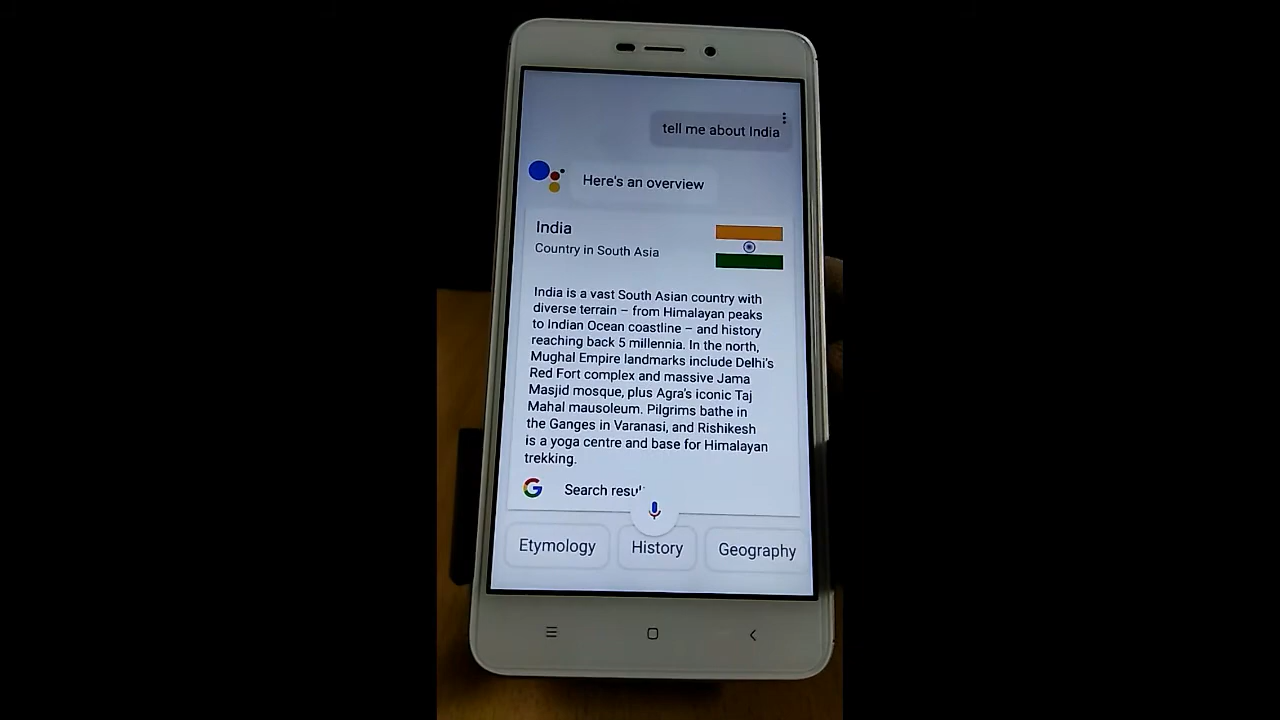 tell me about India
Here's an overview
India
Country in South Asia
India is a vast South Asian country with
diverse terrain – from Himalayan peaks
to Indian Ocean coastline – and history
reaching back 5 millennia. In the north,
Mughal Empire landmarks include Delhi's
Red Fort complex and massive Jama
Masjid mosque, plus Agra's iconic Taj
Mahal mausoleum. Pilgrims bathe in
the Ganges in Varanasi, and Rishikesh
is a yoga centre and base for Himalayan
trekking.
G Search
Etymology History Geography